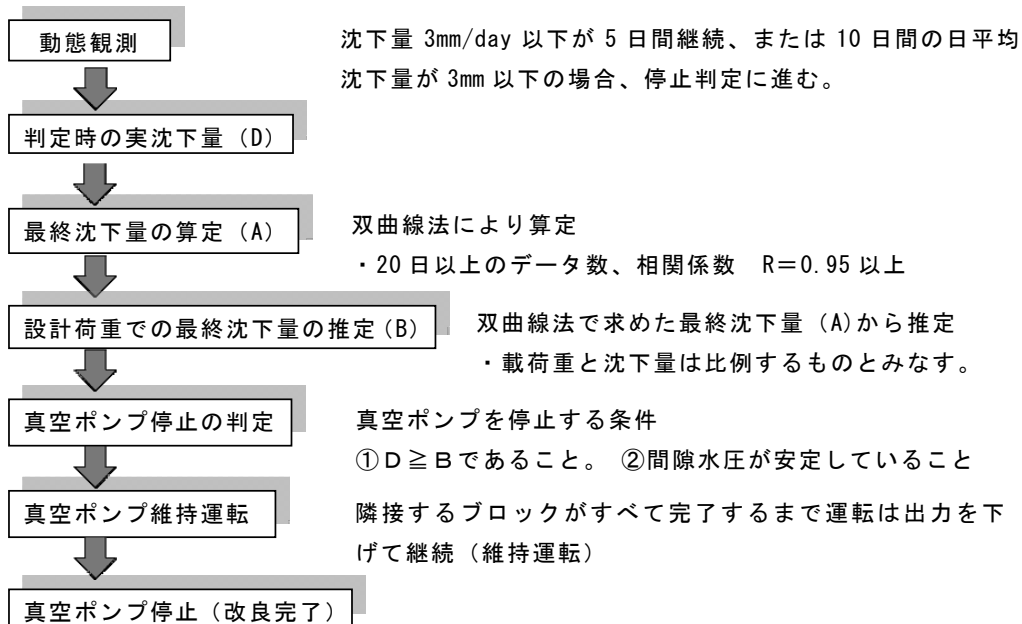 動態観測
沈下量 3mm/day 以下が 5 日間継続、または 10 日間の日平均
沈下量が 3mm 以下の場合、停止判定に進む。
判定時の実沈下量（D）
最終沈下量の算定（A）
双曲線法により算定
・20 日以上のデータ数、相関係数　R＝0.95 以上
設計荷重での最終沈下量の推定（B）
双曲線法で求めた最終沈下量（A）から推定
・載荷重と沈下量は比例するものとみなす。
真空ポンプ停止の判定
真空ポンプを停止する条件
①Ｄ≧Ｂであること。 ②間隙水圧が安定していること
真空ポンプ維持運転
隣接するブロックがすべて完了するまで運転は出力を下
げて継続（維持運転）
真空ポンプ停止（改良完了）